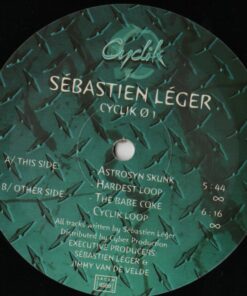 Cyclik
SÉBASTIEN LÉGER
CYCLIK Ø 1
A/ THIS SIDE:
ASTROSYN SKUNK 5:44
HARDEST LOOP ∞
B/ OTHER SIDE:
THE BARE COKE 6:16
CYCLIK LOOP ∞
All tracks written by Sébastien Léger
Distributed by Cyber Production
EXECUTIVE PRODUCERS:
SÉBASTIEN LÉGER &
JIMMY VAN DE VELDE